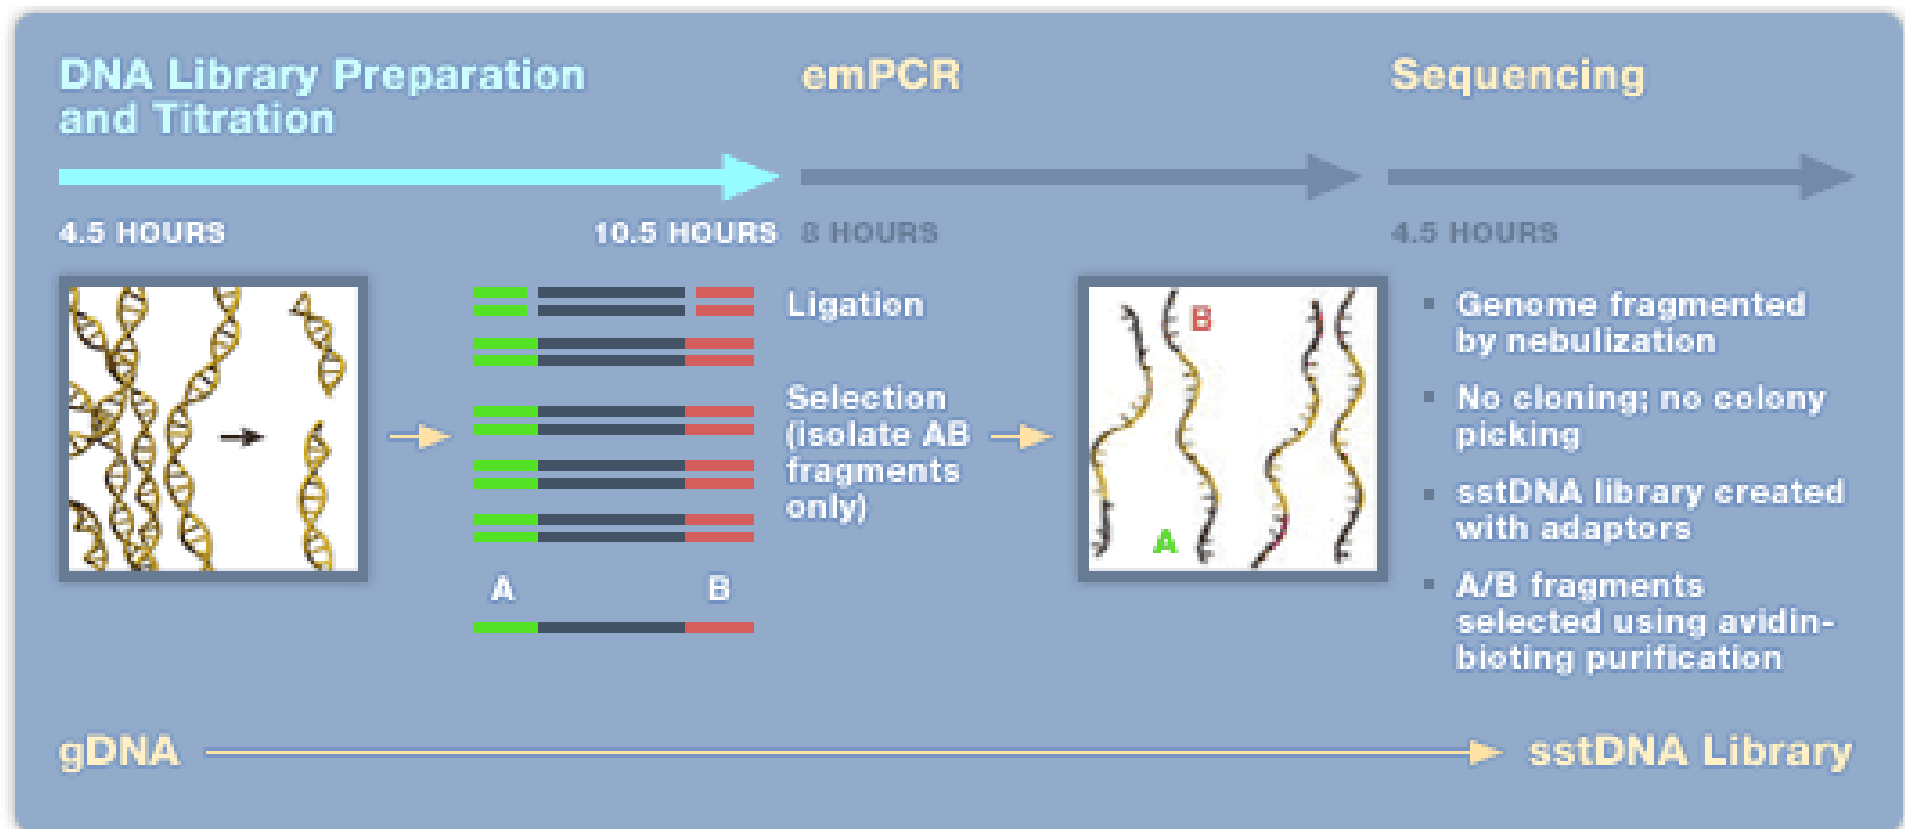 DNA Library Preparation
and Titration
emPCR
Sequencing
4.5 HOURS
10.5 HOURS
8 HOURS
4.5 HOURS
Ligation
Selection
(isolate AB
fragments
only)
A
B
B
A
Genome fragmented
by nebulization
No cloning; no colony
picking
sstDNA library created
with adaptors
A/B fragments
selected using avidin-
bioting purification
gDNA
sstDNA Library